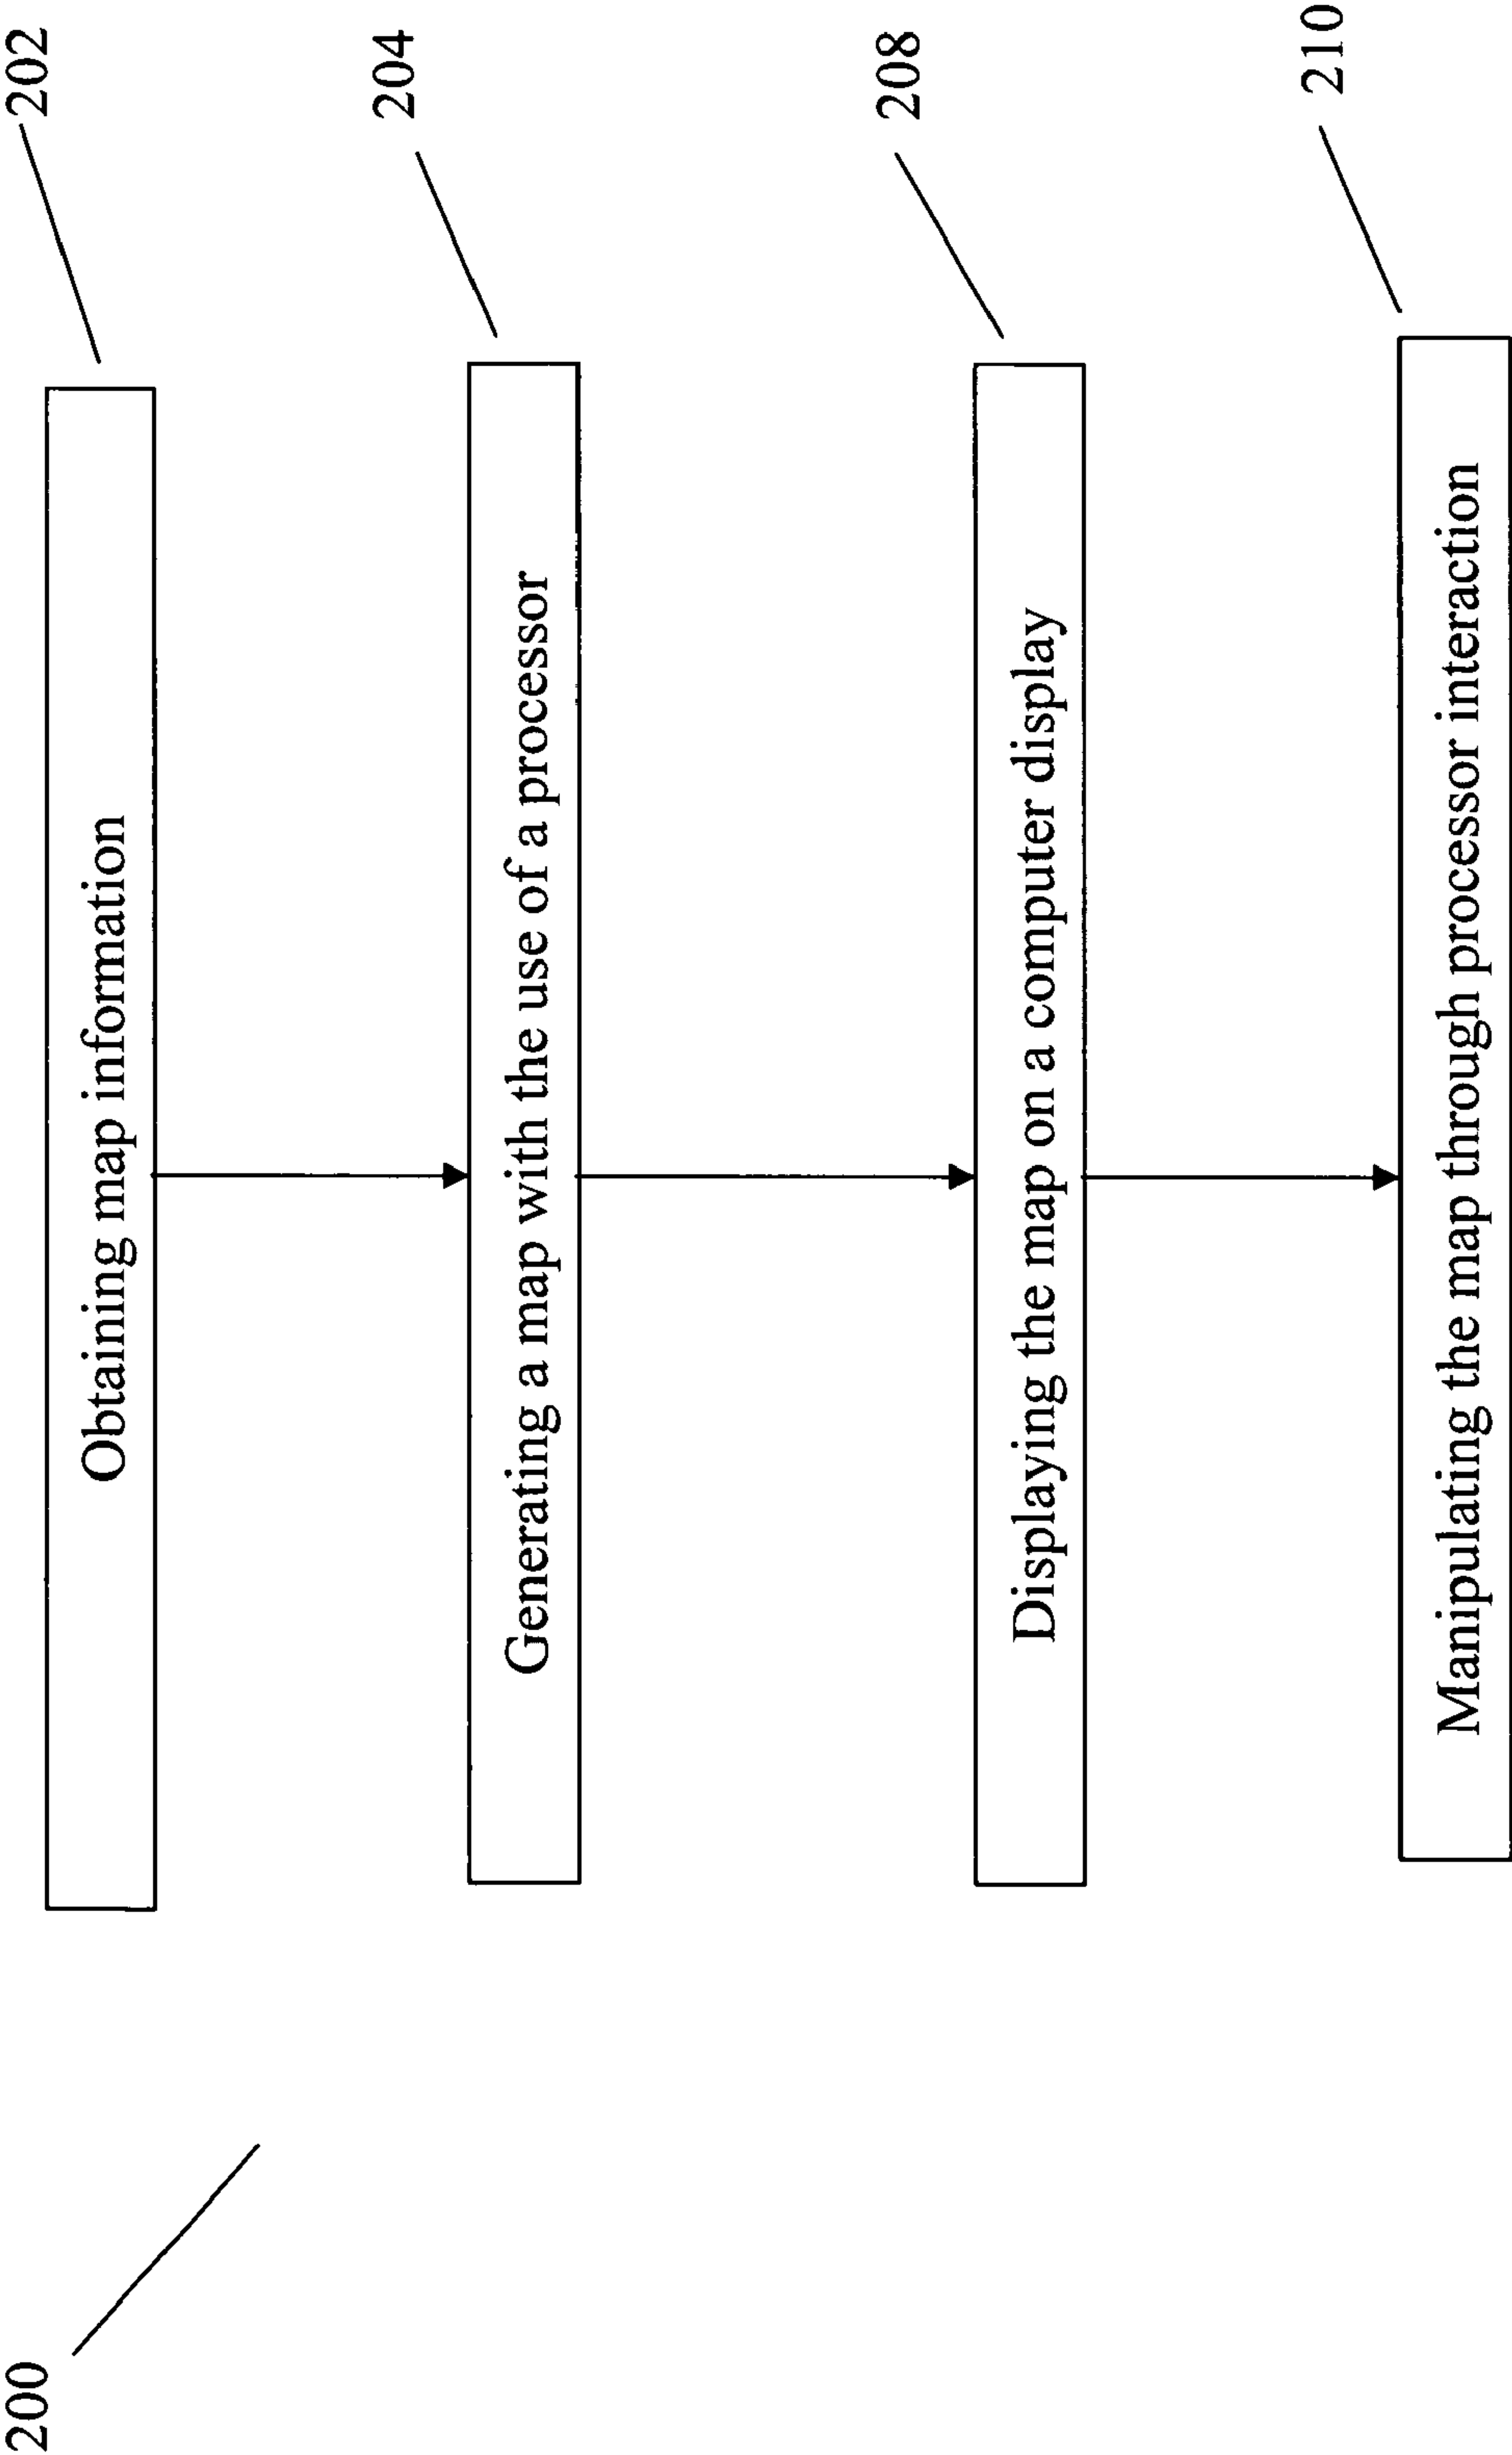 200
202
Obtaining map information
204
Generating a map with the use of a processor
208
Displaying the map on a computer display
210
Manipulating the map through processor interaction